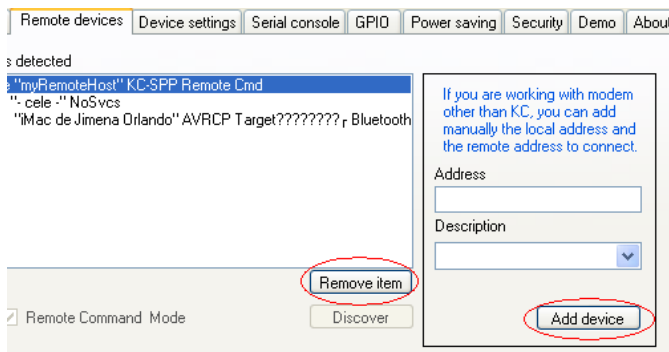 Remote devices Device settings Serial console GPIO Power saving Security Demo Abou
s detected
"myRemoteHost" KC-SPP Remote Cmd
"- cele -" NoSvcs
"iMac de Jimena Orlando" AVRCP Target????????┌ Bluetooth
If you are working with modem
other than KC, you can add
manually the local address and
the remote address to connect.
Address
Description
Remove item
Remote Command Mode
Discover
Add device